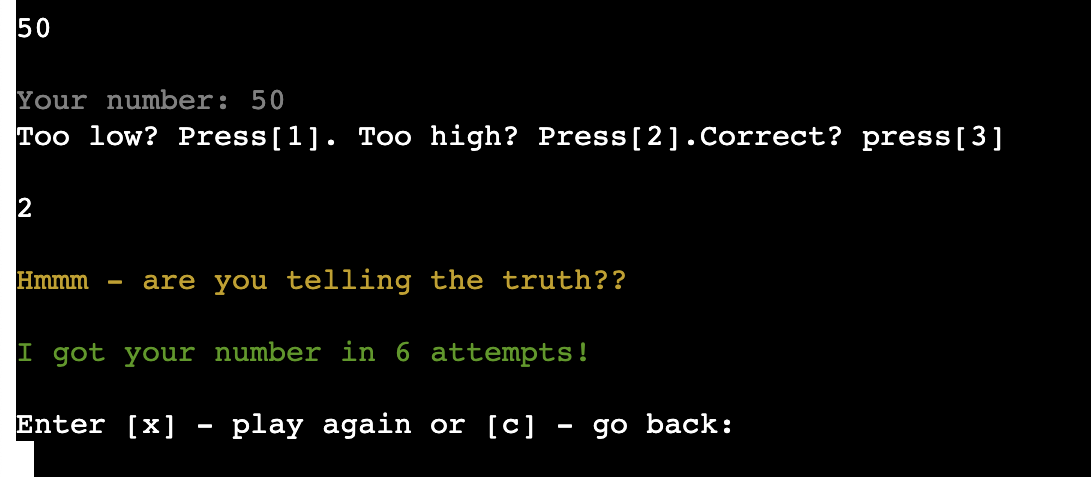 50
Your number: 50
Too low? Press[1]. Too high? Press[2].Correct? press[3]
2
Hmmm - are you telling the truth??
I got your number in 6 attempts!
Enter [x] - play again or [c] - go back: